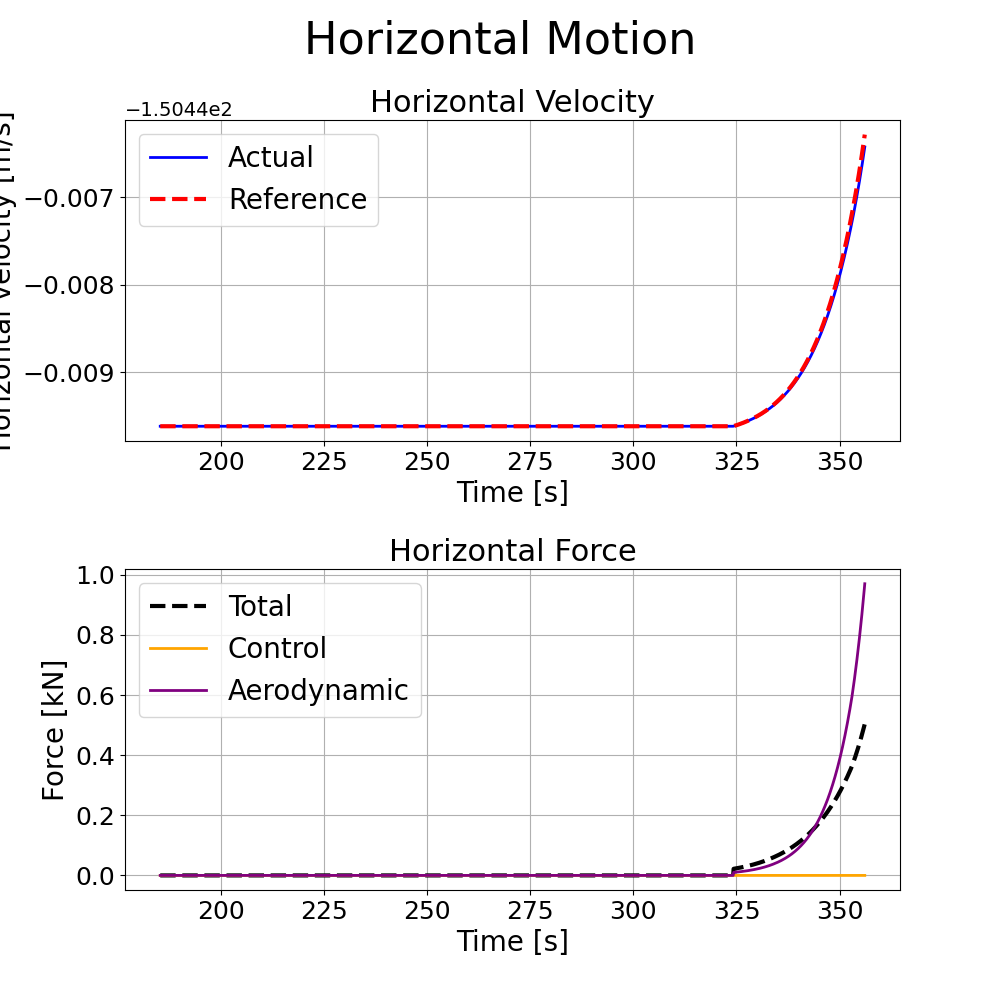 Horizontal Motion
Horizontal Velocity
−1.5044e2
Actual
Reference
−0.007
−0.008
−0.009
Horizontal Velocity [m/s]
200 225 250 275 300 325 350
Time [s]
Horizontal Force
Total
Control
Aerodynamic
1.0
0.8
0.6
0.4
0.2
0.0
Force [kN]
200 225 250 275 300 325 350
Time [s]